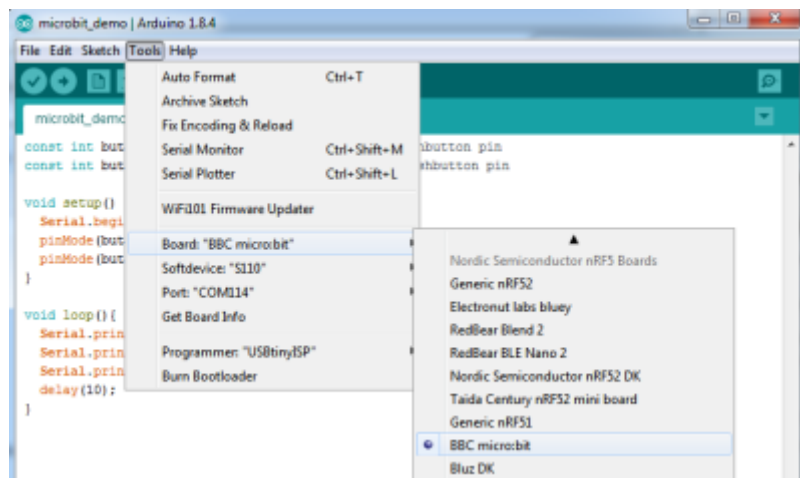 microbit_demo | Arduino 1.8.4
File Edit Sketch Tools Help
microbit_demo
Auto Format Ctrl+T
Archive Sketch
Fix Encoding & Reload
Serial Monitor Ctrl+Shift+M
Serial Plotter Ctrl+Shift+L
WiFi101 Firmware Updater
Board: "BBC micro:bit"
Softdevice: "S110"
Port: "COM114"
Get Board Info
Programmer: "USBtinyISP"
Burn Bootloader
Nordic Semiconductor nRF5 Boards
Generic nRF52
Electronut labs bluey
RedBear Blend 2
RedBear BLE Nano 2
Nordic Semiconductor nRF52 DK
Taida Century nRF52 mini board
Generic nRF51
BBC micro:bit
Bluz DK
const int but hbutton pin
const int but shbutton pin
void setup()
Serial.begi
pinMode(but
pinMode(but
}
void loop(){
Serial.prin
Serial.prin
Serial.prin
delay(10);
}